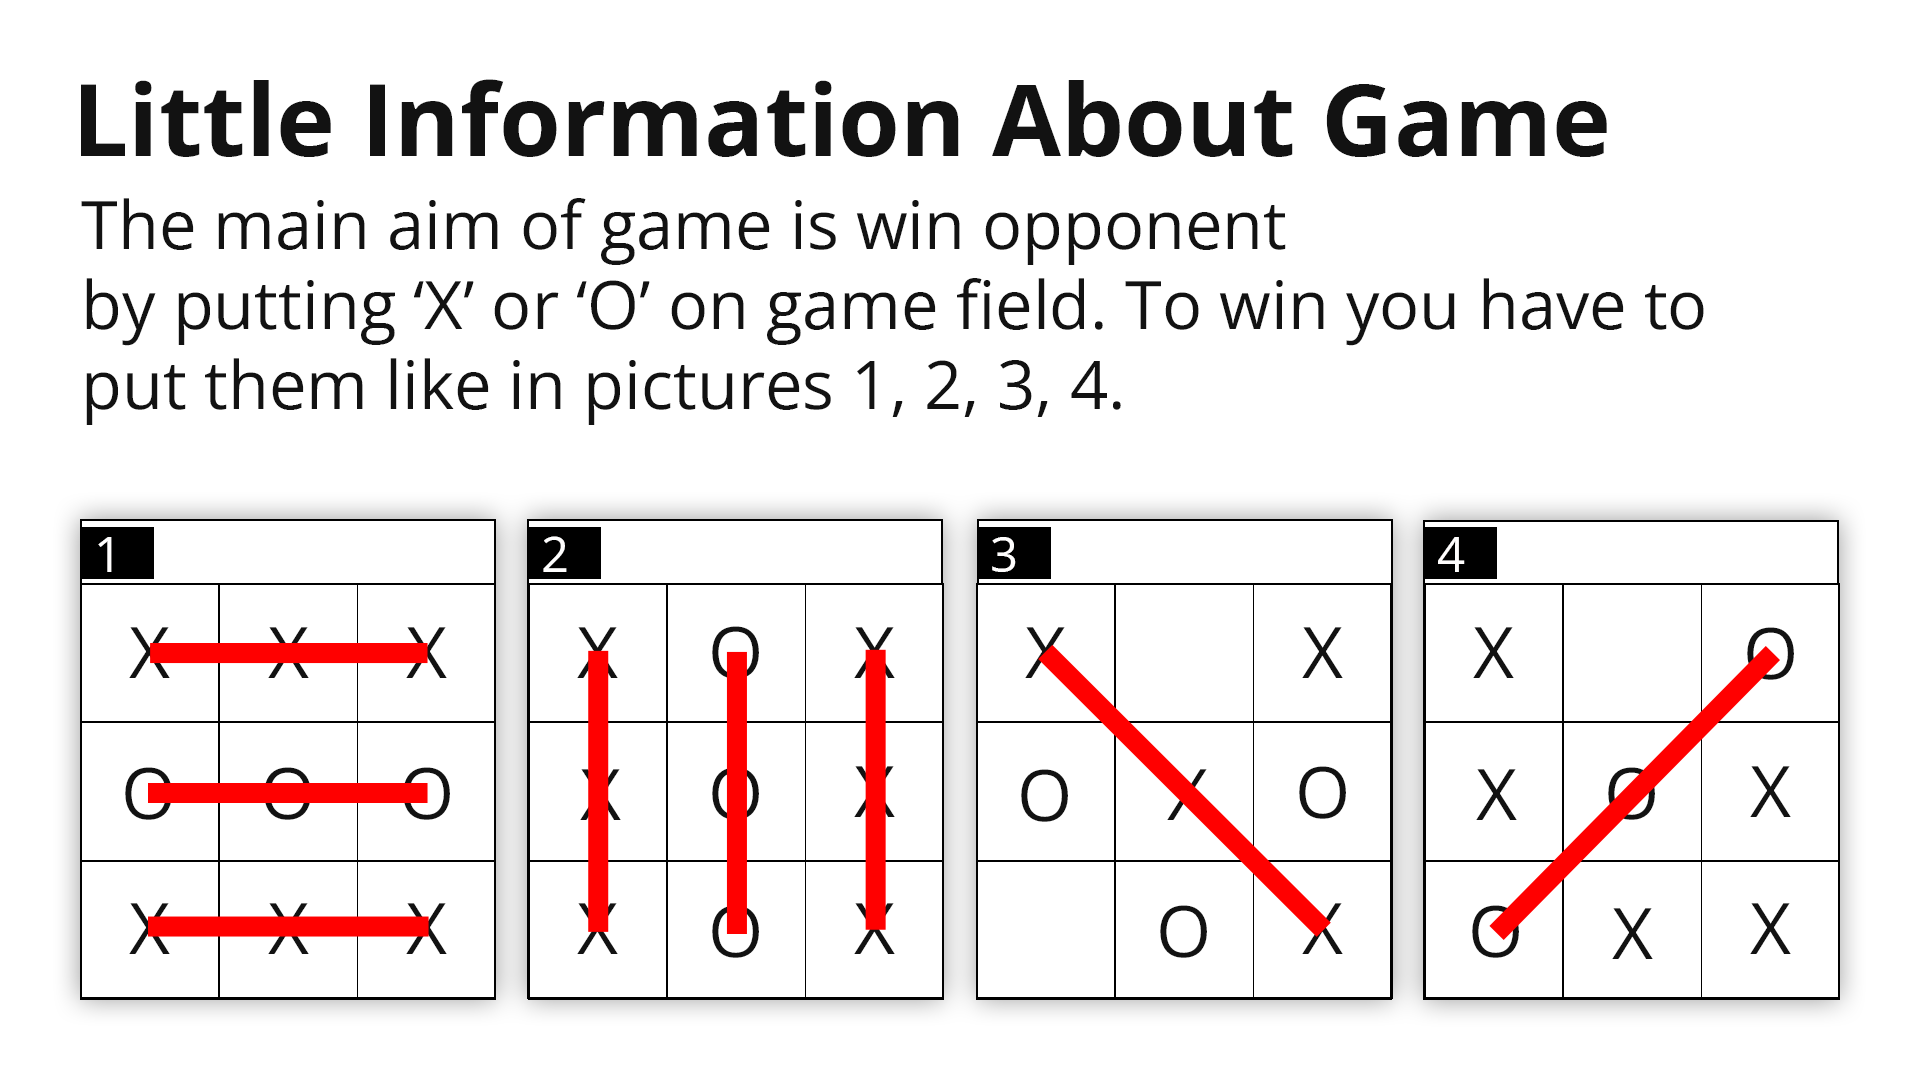 Little Information About Game
The main aim of game is win opponent
by putting ‘X’ or ‘O’ on game field. To win you have to
put them like in pictures 1, 2, 3, 4.
1
X X X
O O O
X X X
2
X O X
X O X
X O X
3
X X
O X O
O X
4
X O
X O X
O X X